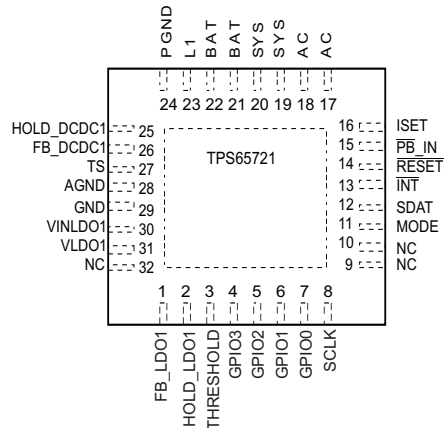 PGND
L1
BAT
BAT
SYS
SYS
AC
AC
24 23 22 21 20 19 18 17
HOLD_DCDC1 25
FB_DCDC1 26
TS 27
AGND 28
GND 29
VINLDO1 30
VLDO1 31
NC 32
TPS65721
16 ISET
15 PB_IN
14 RESET
13 INT
12 SDAT
11 MODE
10 NC
9 NC
1 2 3 4 5 6 7 8
FB_LDO1
HOLD_LDO1
THRESHOLD
GPIO3
GPIO2
GPIO1
GPIO0
SCLK